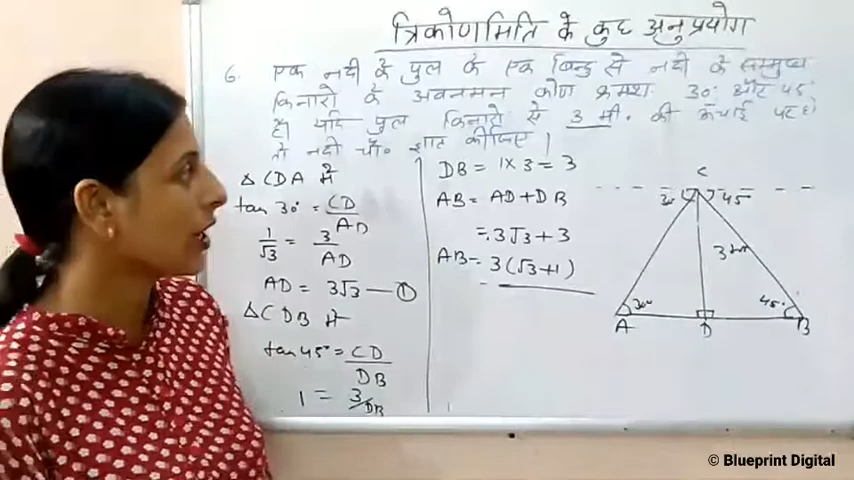 त्रिकोणमिति के कुछ अनुप्रयोग
6. एक नदी के पुल के एक बिन्दु से नदी के सम्मुख
किनारो के अवनमन कोण क्रमश 30° और 45°
है। यदि पुल किनारो से 3 मी॰ की ऊंचाई पर हो
तो नदी चौ॰ ज्ञात कीजिए।
Δ CDA में
tan 30° = CD/AD
1/√3 = 3/AD
AD = 3√3 — ①
ΔCDB में
tan 45° = CD/DB
1 = 3/DB
DB = 1×3 = 3
AB = AD + DB
= 3√3 + 3
AB = 3(√3+1)
C
30° 45°
3मी
30° 45°
A D B
© Blueprint Digital